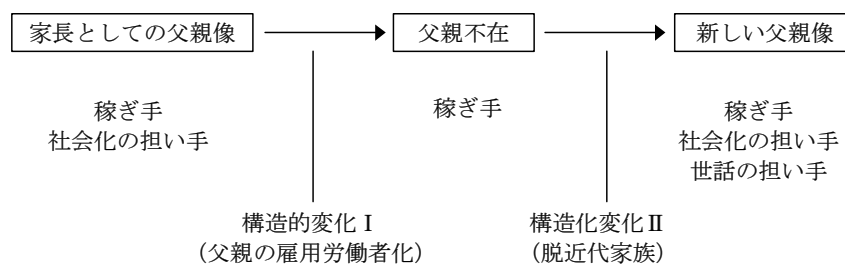 家長としての父親像 父親不在 新しい父親像
稼ぎ手 稼ぎ手 稼ぎ手
社会化の担い手 社会化の担い手
世話の担い手
構造的変化Ⅰ 構造化変化Ⅱ
（父親の雇用労働者化） （脱近代家族）